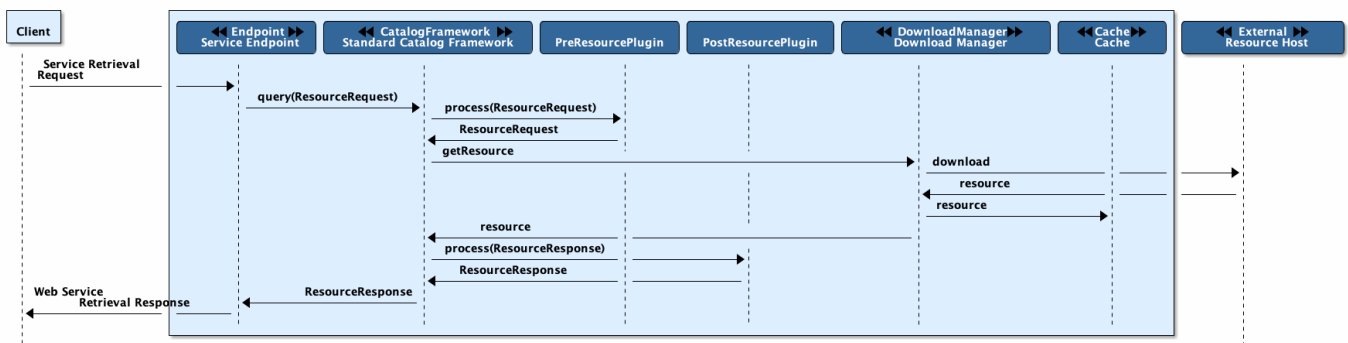 Client
Endpoint
Service Endpoint
CatalogFramework
Standard Catalog Framework
PreResourcePlugin
PostResourcePlugin
DownloadManager
Download Manager
Cache
Cache
External
Resource Host
Service Retrieval
Request
query(ResourceRequest)
process(ResourceRequest)
ResourceRequest
getResource
download
resource
resource
resource
process(ResourceResponse)
ResourceResponse
ResourceResponse
Web Service
Retrieval Response